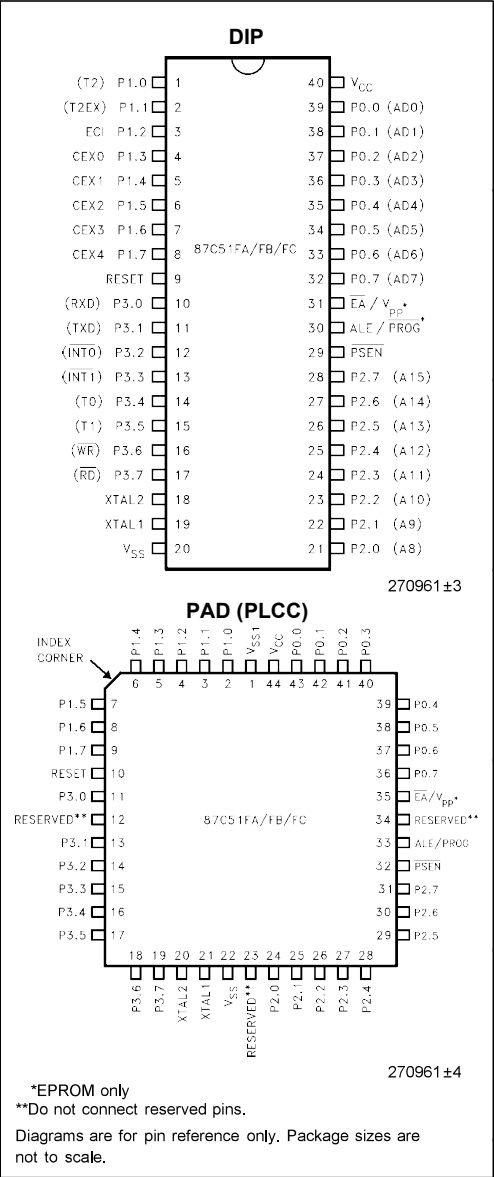 DIP
(T2) P1.0 1 40 VCC
(T2EX) P1.1 2 39 P0.0 (AD0)
ECI P1.2 3 38 P0.1 (AD1)
CEX0 P1.3 4 37 P0.2 (AD2)
CEX1 P1.4 5 36 P0.3 (AD3)
CEX2 P1.5 6 35 P0.4 (AD4)
CEX3 P1.6 7 34 P0.5 (AD5)
87C51FA/FB/FC
CEX4 P1.7 8 33 P0.6 (AD6)
RESET 9 32 P0.7 (AD7)
(RXD) P3.0 10 31 EA / VPP*
(TXD) P3.1 11 30 ALE / PROG*
(INT0) P3.2 12 29 PSEN
(INT1) P3.3 13 28 P2.7 (A15)
(T0) P3.4 14 27 P2.6 (A14)
(T1) P3.5 15 26 P2.5 (A13)
(WR) P3.6 16 25 P2.4 (A12)
(RD) P3.7 17 24 P2.3 (A11)
XTAL2 18 23 P2.2 (A10)
XTAL1 19 22 P2.1 (A9)
VSS 20 21 P2.0 (A8)
270961±3
PAD (PLCC)
INDEX
CORNER
P1.4 P1.3 P1.2 P1.1 P1.0 VSS1 VCC P0.0 P0.1 P0.2 P0.3
6 5 4 3 2 1 44 43 42 41 40
P1.5 7 39 P0.4
P1.6 8 38 P0.5
P1.7 9 37 P0.6
RESET 10 36 P0.7
P3.0 11 35 EA/VPP*
RESERVED** 12 87C51FA/FB/FC 34 RESERVED**
P3.1 13 33 ALE/PROG
P3.2 14 32 PSEN
P3.3 15 31 P2.7
P3.4 16 30 P2.6
P3.5 17 29 P2.5
18 19 20 21 22 23 24 25 26 27 28
P3.6 P3.7 XTAL2 XTAL1 VSS RESERVED** P2.0 P2.1 P2.2 P2.3 P2.4
270961±4
*EPROM only
**Do not connect reserved pins.
Diagrams are for pin reference only. Package sizes are
not to scale.